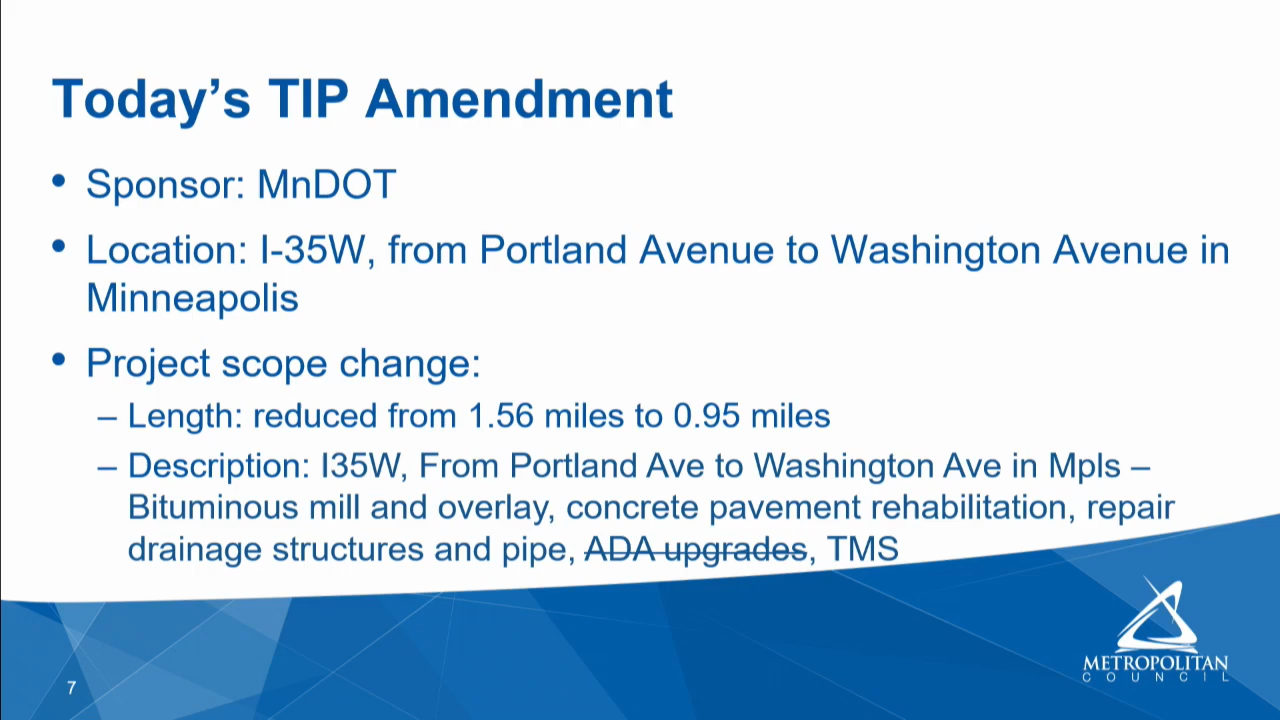 Today’s TIP Amendment
• Sponsor: MnDOT
• Location: I-35W, from Portland Avenue to Washington Avenue in
Minneapolis
• Project scope change:
– Length: reduced from 1.56 miles to 0.95 miles
– Description: I35W, From Portland Ave to Washington Ave in Mpls –
Bituminous mill and overlay, concrete pavement rehabilitation, repair
drainage structures and pipe, ADA upgrades, TMS
METROPOLITAN
COUNCIL
7